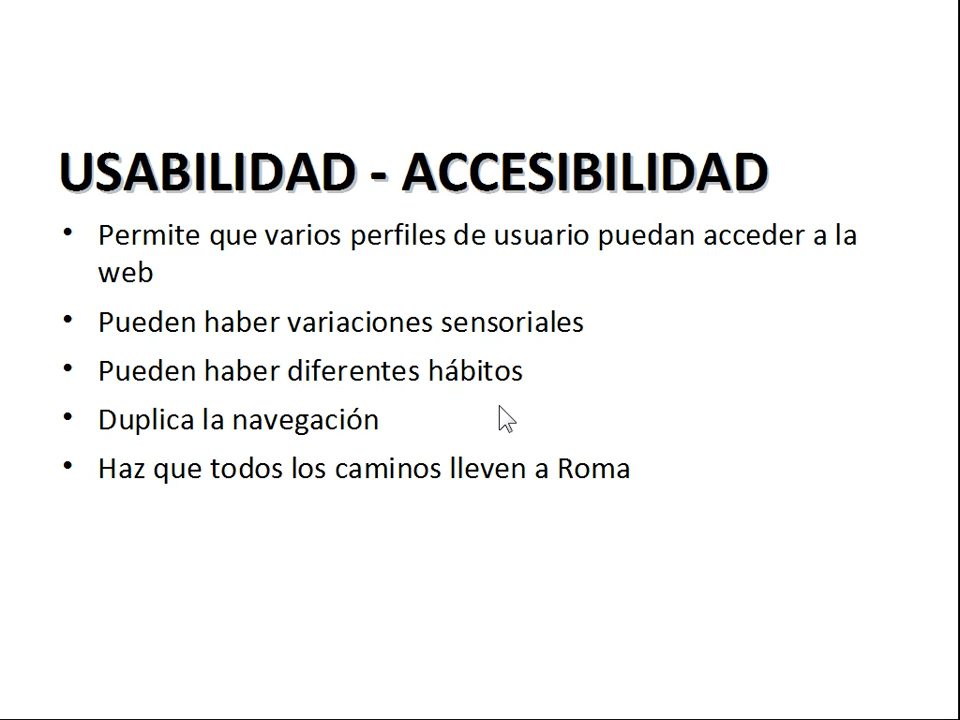 USABILIDAD - ACCESIBILIDAD
• Permite que varios perfiles de usuario puedan acceder a la
web
• Pueden haber variaciones sensoriales
• Pueden haber diferentes hábitos
• Duplica la navegación
• Haz que todos los caminos lleven a Roma